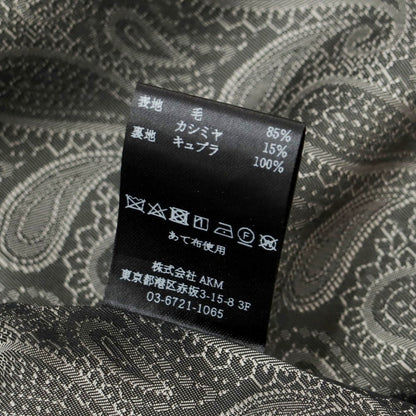 表地 毛 85%
カシミヤ 15%
裏地 キュプラ 100%
F
あて布使用
株式会社 AKM
東京都港区赤坂3-15-8 3F
03-6721-1065